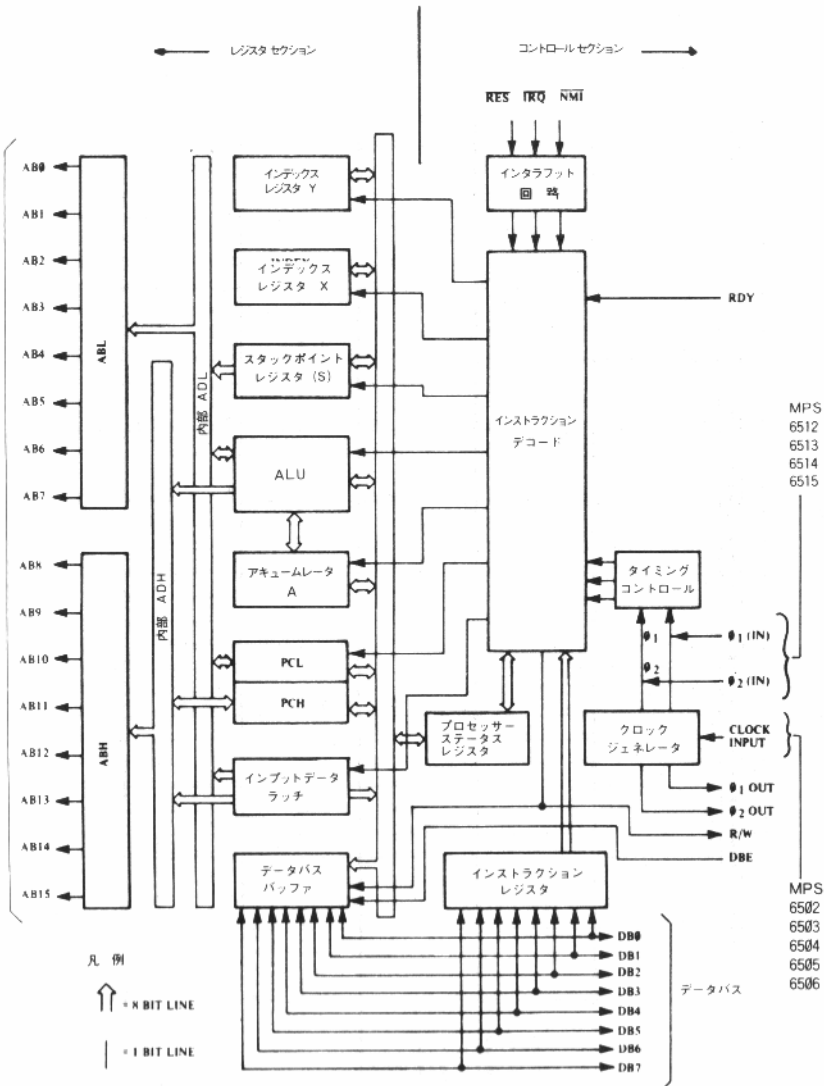 レジスタ セクション
コントロール セクション
RES IRQ NMI
インタラフット
回 路
インデックス
レジスタ Y
インデックス
レジスタ X
スタックポイント
レジスタ (S)
ALU
アキュームレータ
A
PCL
PCH
インプットデータ
ラッチ
データバス
バッファ
内部 ADL
内部 ADH
ABL
ABH
AB0
AB1
AB2
AB3
AB4
AB5
AB6
AB7
AB8
AB9
AB10
AB11
AB12
AB13
AB14
AB15
インストラクション
デコード
RDY
タイミング
コントロール
ø1
ø2
ø1 (IN)
ø2 (IN)
クロック
ジェネレータ
CLOCK
INPUT
ø1 OUT
ø2 OUT
R/W
DBE
プロセッサー
ステータス
レジスタ
インストラクション
レジスタ
MPS
6512
6513
6514
6515
MPS
6502
6503
6504
6505
6506
DB0
DB1
DB2
DB3
DB4
DB5
DB6
DB7
データバス
凡 例
= 8 BIT LINE
= 1 BIT LINE